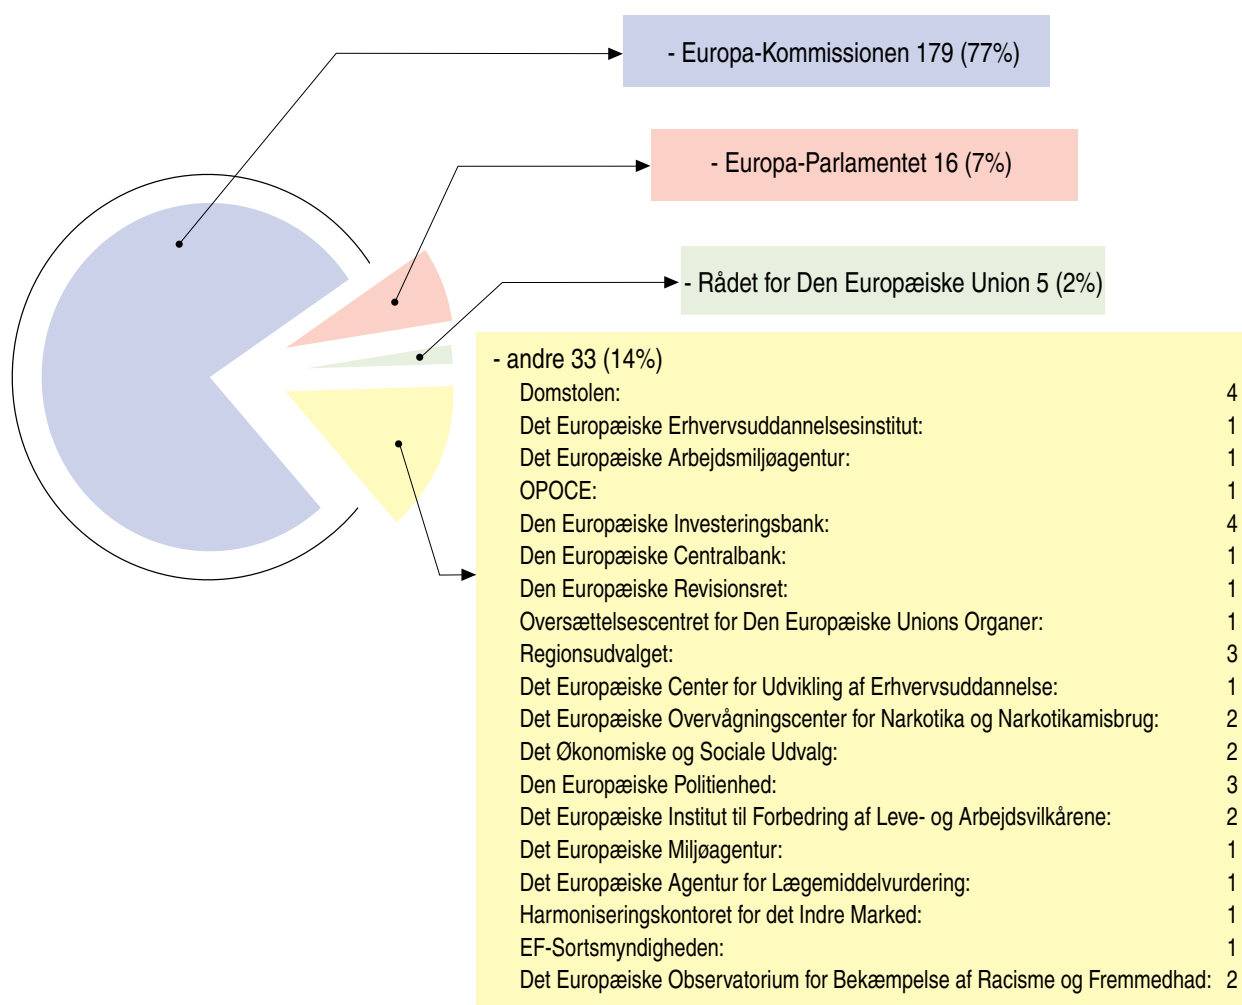 - Europa-Kommissionen 179 (77%)
- Europa-Parlamentet 16 (7%)
- Rådet for Den Europæiske Union 5 (2%)
- andre 33 (14%)
Domstolen: 4
Det Europæiske Erhvervsuddannelsesinstitut: 1
Det Europæiske Arbejdsmiljøagentur: 1
OPOCE: 1
Den Europæiske Investeringsbank: 4
Den Europæiske Centralbank: 1
Den Europæiske Revisionsret: 1
Oversættelsescentret for Den Europæiske Unions Organer: 1
Regionsudvalget: 3
Det Europæiske Center for Udvikling af Erhvervsuddannelse: 1
Det Europæiske Overvågningscenter for Narkotika og Narkotikamisbrug: 2
Det Økonomiske og Sociale Udvalg: 2
Den Europæiske Politienhed: 3
Det Europæiske Institut til Forbedring af Leve- og Arbejdsvilkårene: 2
Det Europæiske Miljøagentur: 1
Det Europæiske Agentur for Lægemiddelvurdering: 1
Harmoniseringskontoret for det Indre Marked: 1
EF-Sortsmyndigheden: 1
Det Europæiske Observatorium for Bekæmpelse af Racisme og Fremmedhad: 2